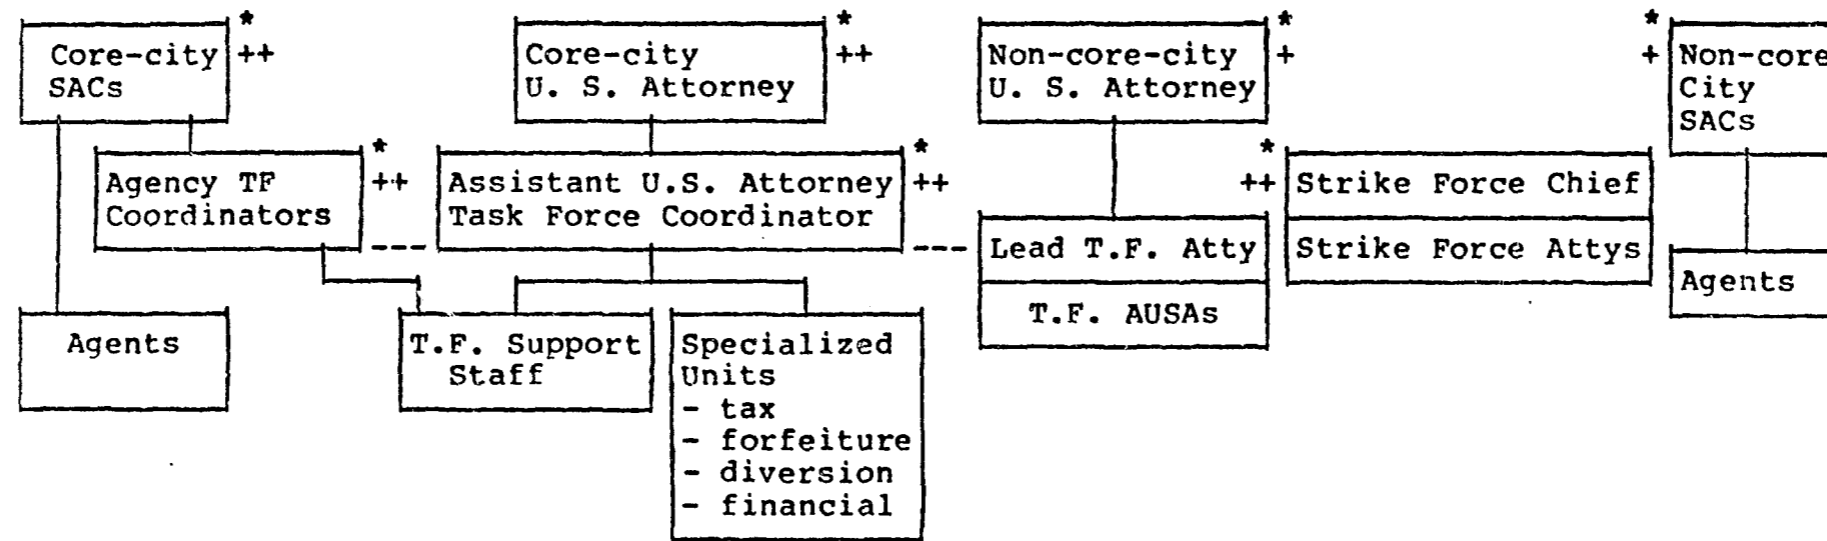 *
Core-city ++
SACs
*
Core-city ++
U. S. Attorney
*
Non-core-city +
U. S. Attorney
*
+ Non-core
City
SACs
*
Agency TF ++
Coordinators
*
Assistant U.S. Attorney ++
Task Force Coordinator
---
---
Lead T.F. Atty
T.F. AUSAs
*
++ Strike Force Chief
Strike Force Attys
Agents
Agents
T.F. Support
Staff
Specialized
Units
- tax
- forfeiture
- diversion
- financial